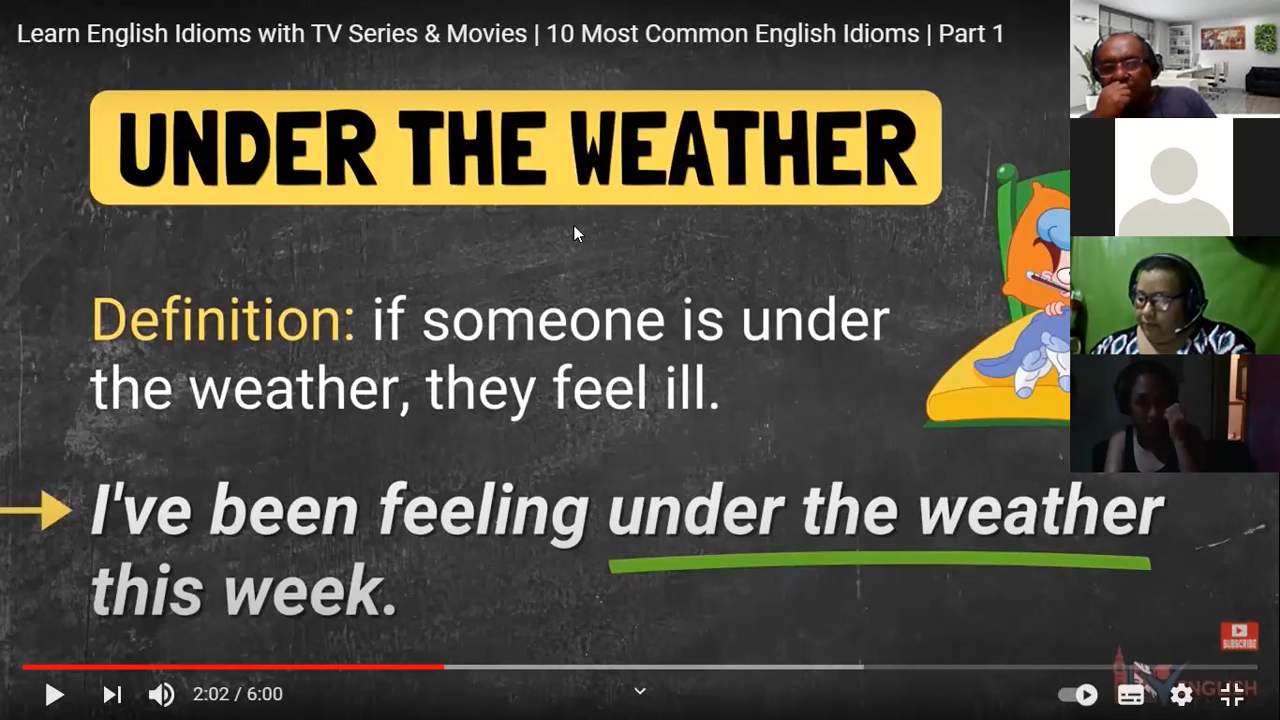 Learn English Idioms with TV Series & Movies | 10 Most Common English Idioms | Part 1
UNDER THE WEATHER
Definition: if someone is under
the weather, they feel ill.
I've been feeling under the weather
this week.
SUBSCRIBE
ENGLISH
2:02 / 6:00